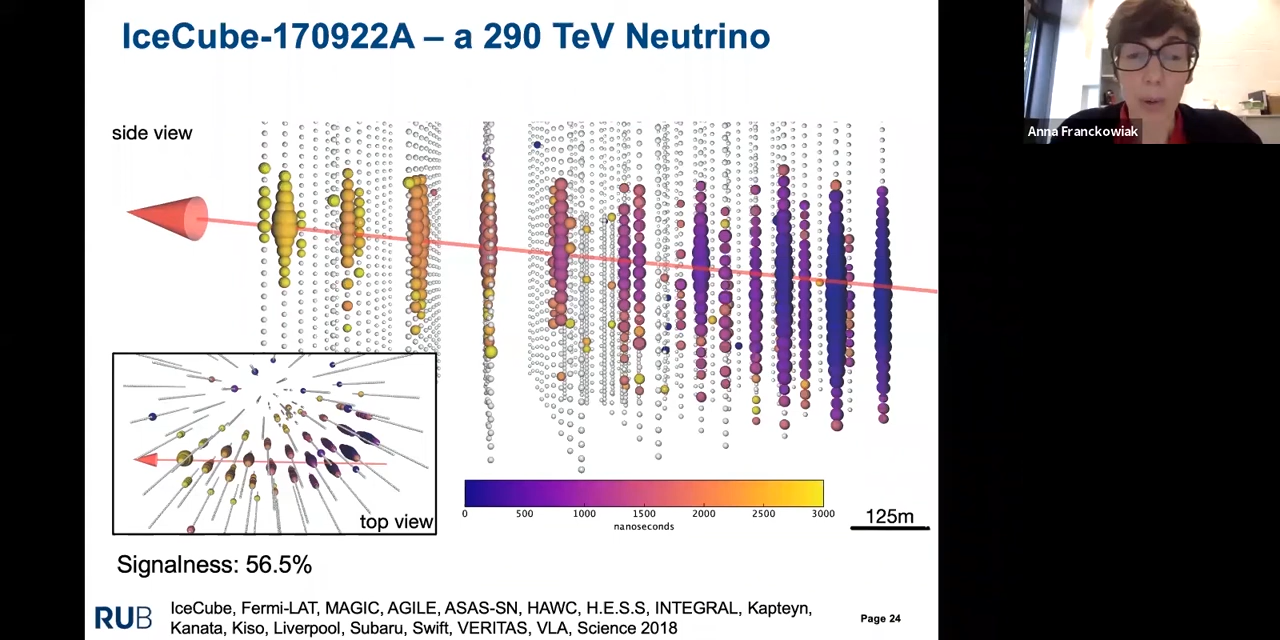 IceCube-170922A – a 290 TeV Neutrino
Anna Franckowiak
side view
top view
0 500 1000 1500 2000 2500 3000
nanoseconds
125m
Signalness: 56.5%
RUB
IceCube, Fermi-LAT, MAGIC, AGILE, ASAS-SN, HAWC, H.E.S.S, INTEGRAL, Kapteyn,
Kanata, Kiso, Liverpool, Subaru, Swift, VERITAS, VLA, Science 2018
Page 24